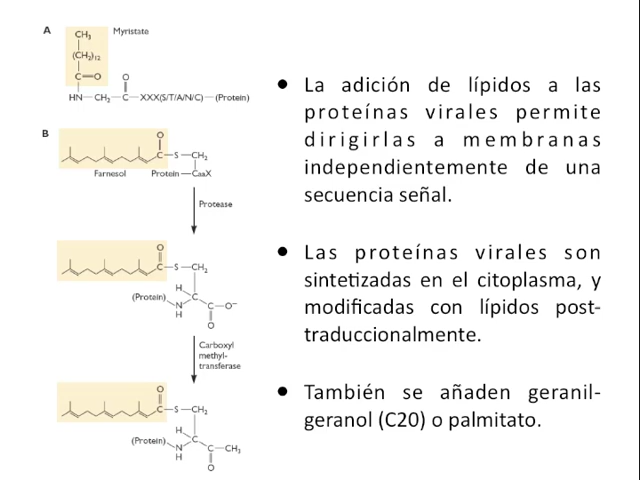 A
Myristate
CH3
(CH2)12
C=O
O
HN—CH2—C—XXX(S/T/A/N/C)—(Protein)
B
O
C—S—CH2
Farnesol
Protein—CaaX
Protease
O
C—S—CH2
H
(Protein)
N
C
C—O−
H
O
Carboxyl
methyl-
transferase
O
C—S—CH2
H
(Protein)
N
C
C—CH3
H
O
● La adición de lípidos a las
proteínas virales permite
dirigirlas a membranas
independientemente de una
secuencia señal.
● Las proteínas virales son
sintetizadas en el citoplasma, y
modificadas con lípidos post-
traduccionalmente.
● También se añaden geranil-
geranol (C20) o palmitato.